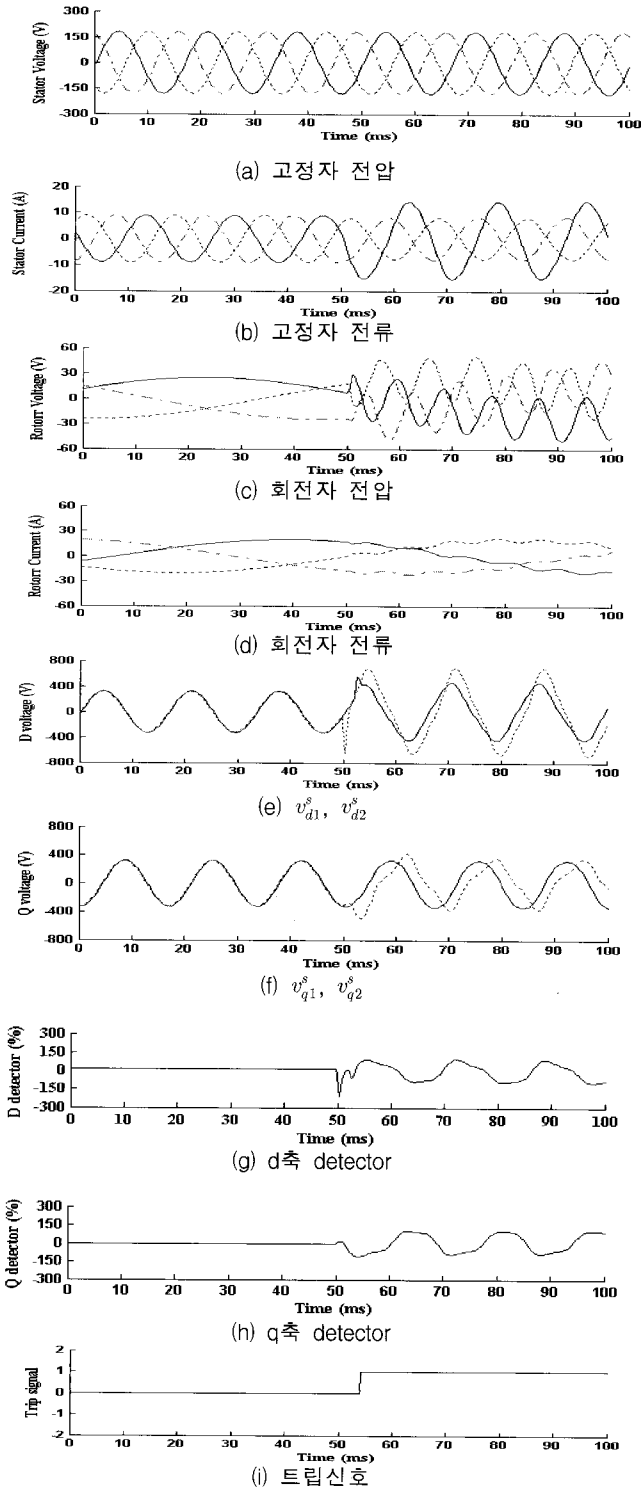 Stator Voltage (V)
300
150
0
-150
-300
0 10 20 30 40 50 60 70 80 90 100
Time (ms)
(a) 고정자 전압
Stator Current (A)
20
10
0
-10
-20
0 10 20 30 40 50 60 70 80 90 100
Time (ms)
(b) 고정자 전류
Rotorr Voltage (V)
60
30
0
-30
-60
0 10 20 30 40 50 60 70 80 90 100
Time (ms)
(c) 회전자 전압
Rotorr Current (A)
60
30
0
-30
-60
0 10 20 30 40 50 60 70 80 90 100
Time (ms)
(d) 회전자 전류
D voltage (V)
800
400
0
-400
-800
0 10 20 30 40 50 60 70 80 90 100
Time (ms)
(e) v^s_{d1}, v^s_{d2}
Q voltage (V)
800
400
0
-400
-800
0 10 20 30 40 50 60 70 80 90 100
Time (ms)
(f) v^s_{q1}, v^s_{q2}
D detector (%)
300
150
0
-150
-300
0 10 20 30 40 50 60 70 80 90 100
Time (ms)
(g) d축 detector
Q detector (%)
300
150
0
-150
-300
0 10 20 30 40 50 60 70 80 90 100
Time (ms)
(h) q축 detector
Trip signal
2
1
0
-1
-2
0 10 20 30 40 50 60 70 80 90 100
Time (ms)
(i) 트립신호